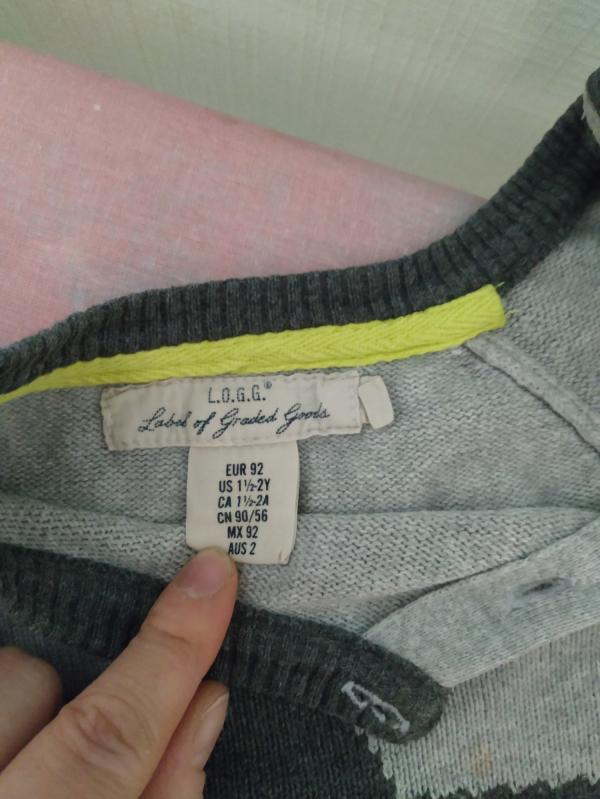 L.O.G.G.®
Label of Graded Goods
EUR 92
US 1½-2Y
CA 1½-2A
CN 90/56
MX 92
AUS 2